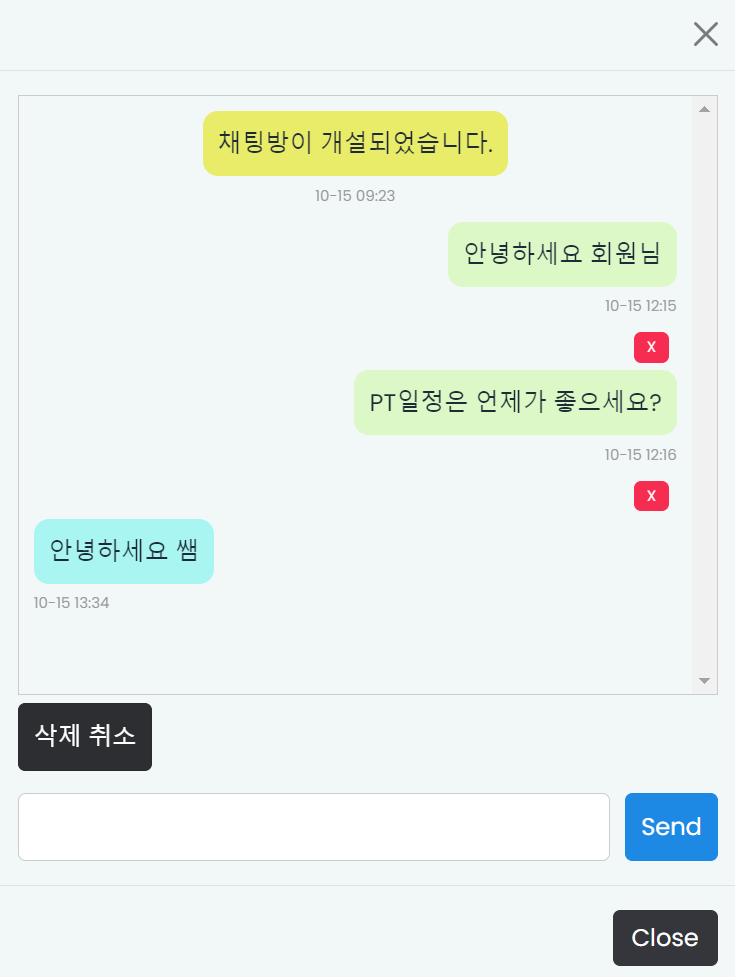 채팅방이 개설되었습니다.
10-15 09:23
안녕하세요 회원님
10-15 12:15
X
PT일정은 언제가 좋으세요?
10-15 12:16
X
안녕하세요 쌤
10-15 13:34
삭제 취소
Send
Close